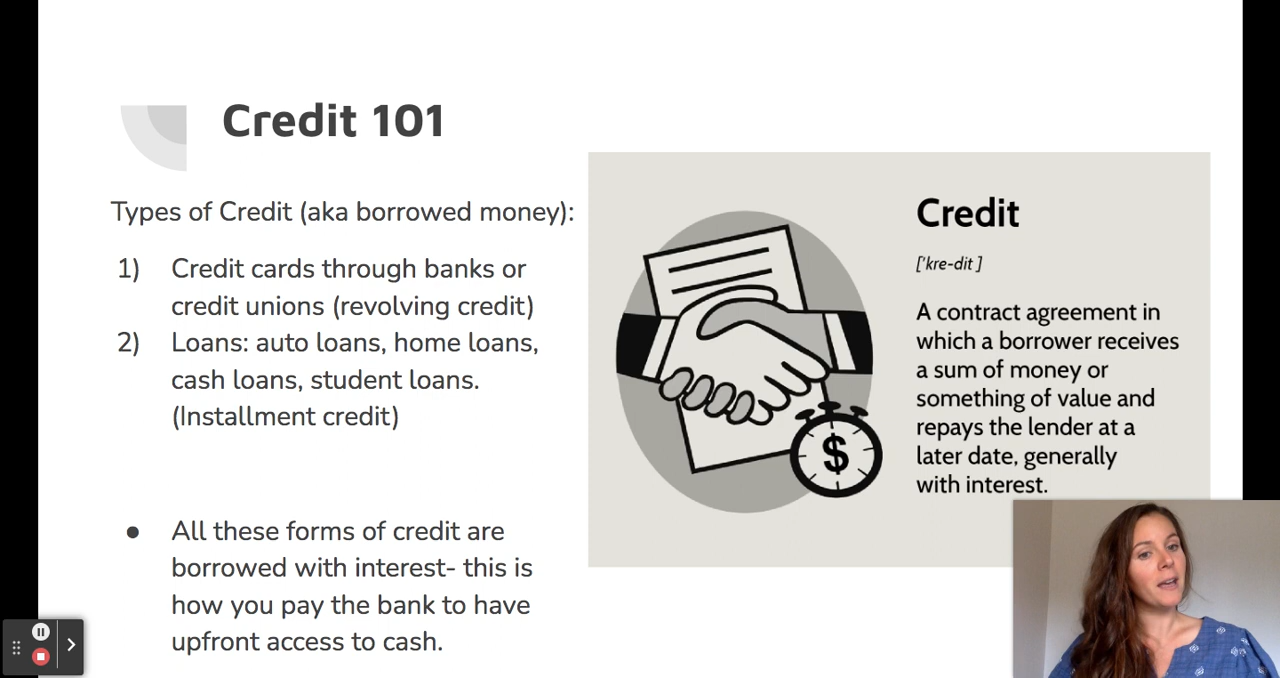 Credit 101
Types of Credit (aka borrowed money):
1) Credit cards through banks or
credit unions (revolving credit)
2) Loans: auto loans, home loans,
cash loans, student loans.
(Installment credit)
● All these forms of credit are
borrowed with interest- this is
how you pay the bank to have
upfront access to cash.
$
Credit
['kre-dit ]
A contract agreement in
which a borrower receives
a sum of money or
something of value and
repays the lender at a
later date, generally
with interest.